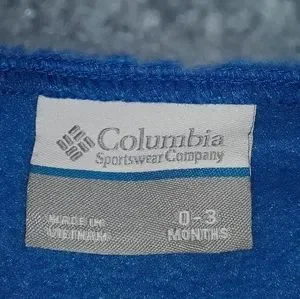 Columbia
Sportswear Company
MADE IN
VIETNAM
0-3
MONTHS